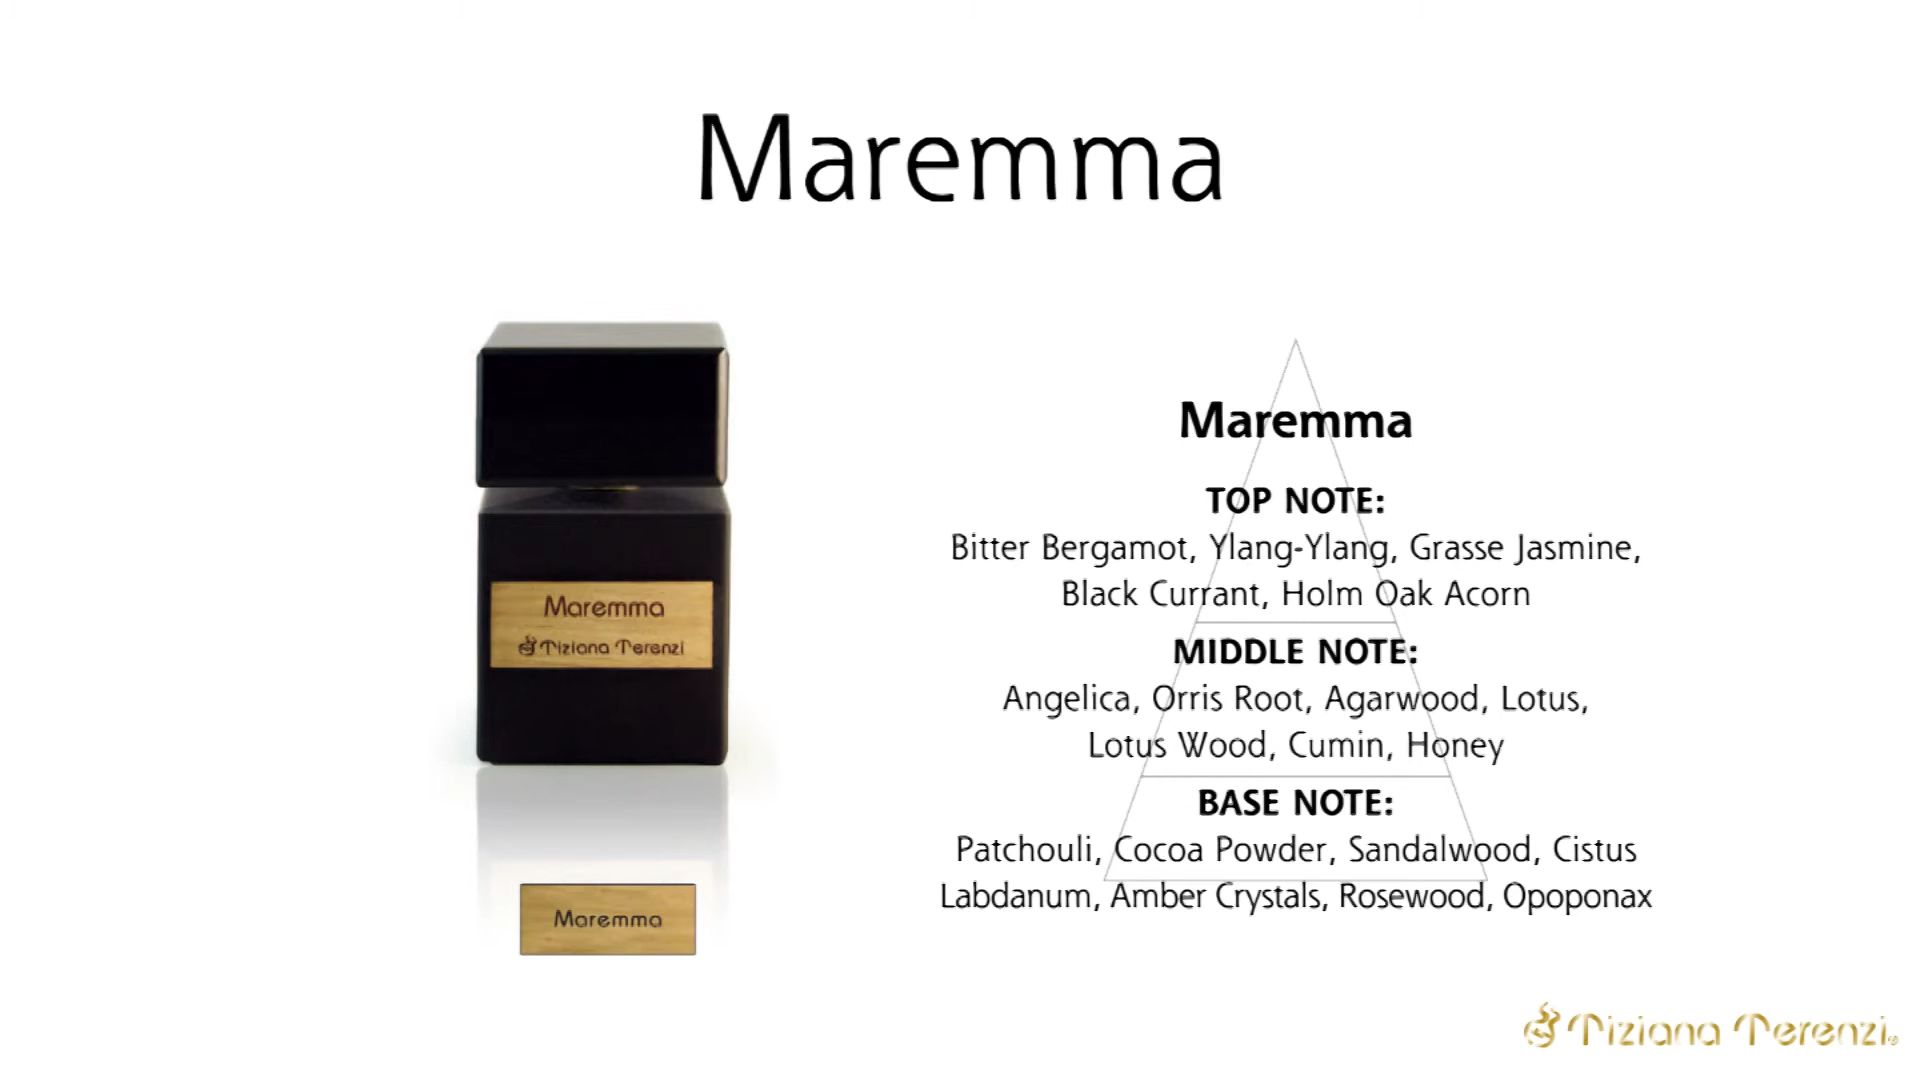 Maremma
Maremma
Tiziana Terenzi
Maremma
Maremma
TOP NOTE:
Bitter Bergamot, Ylang-Ylang, Grasse Jasmine,
Black Currant, Holm Oak Acorn
MIDDLE NOTE:
Angelica, Orris Root, Agarwood, Lotus,
Lotus Wood, Cumin, Honey
BASE NOTE:
Patchouli, Cocoa Powder, Sandalwood, Cistus
Labdanum, Amber Crystals, Rosewood, Opoponax
Tiziana Terenzi